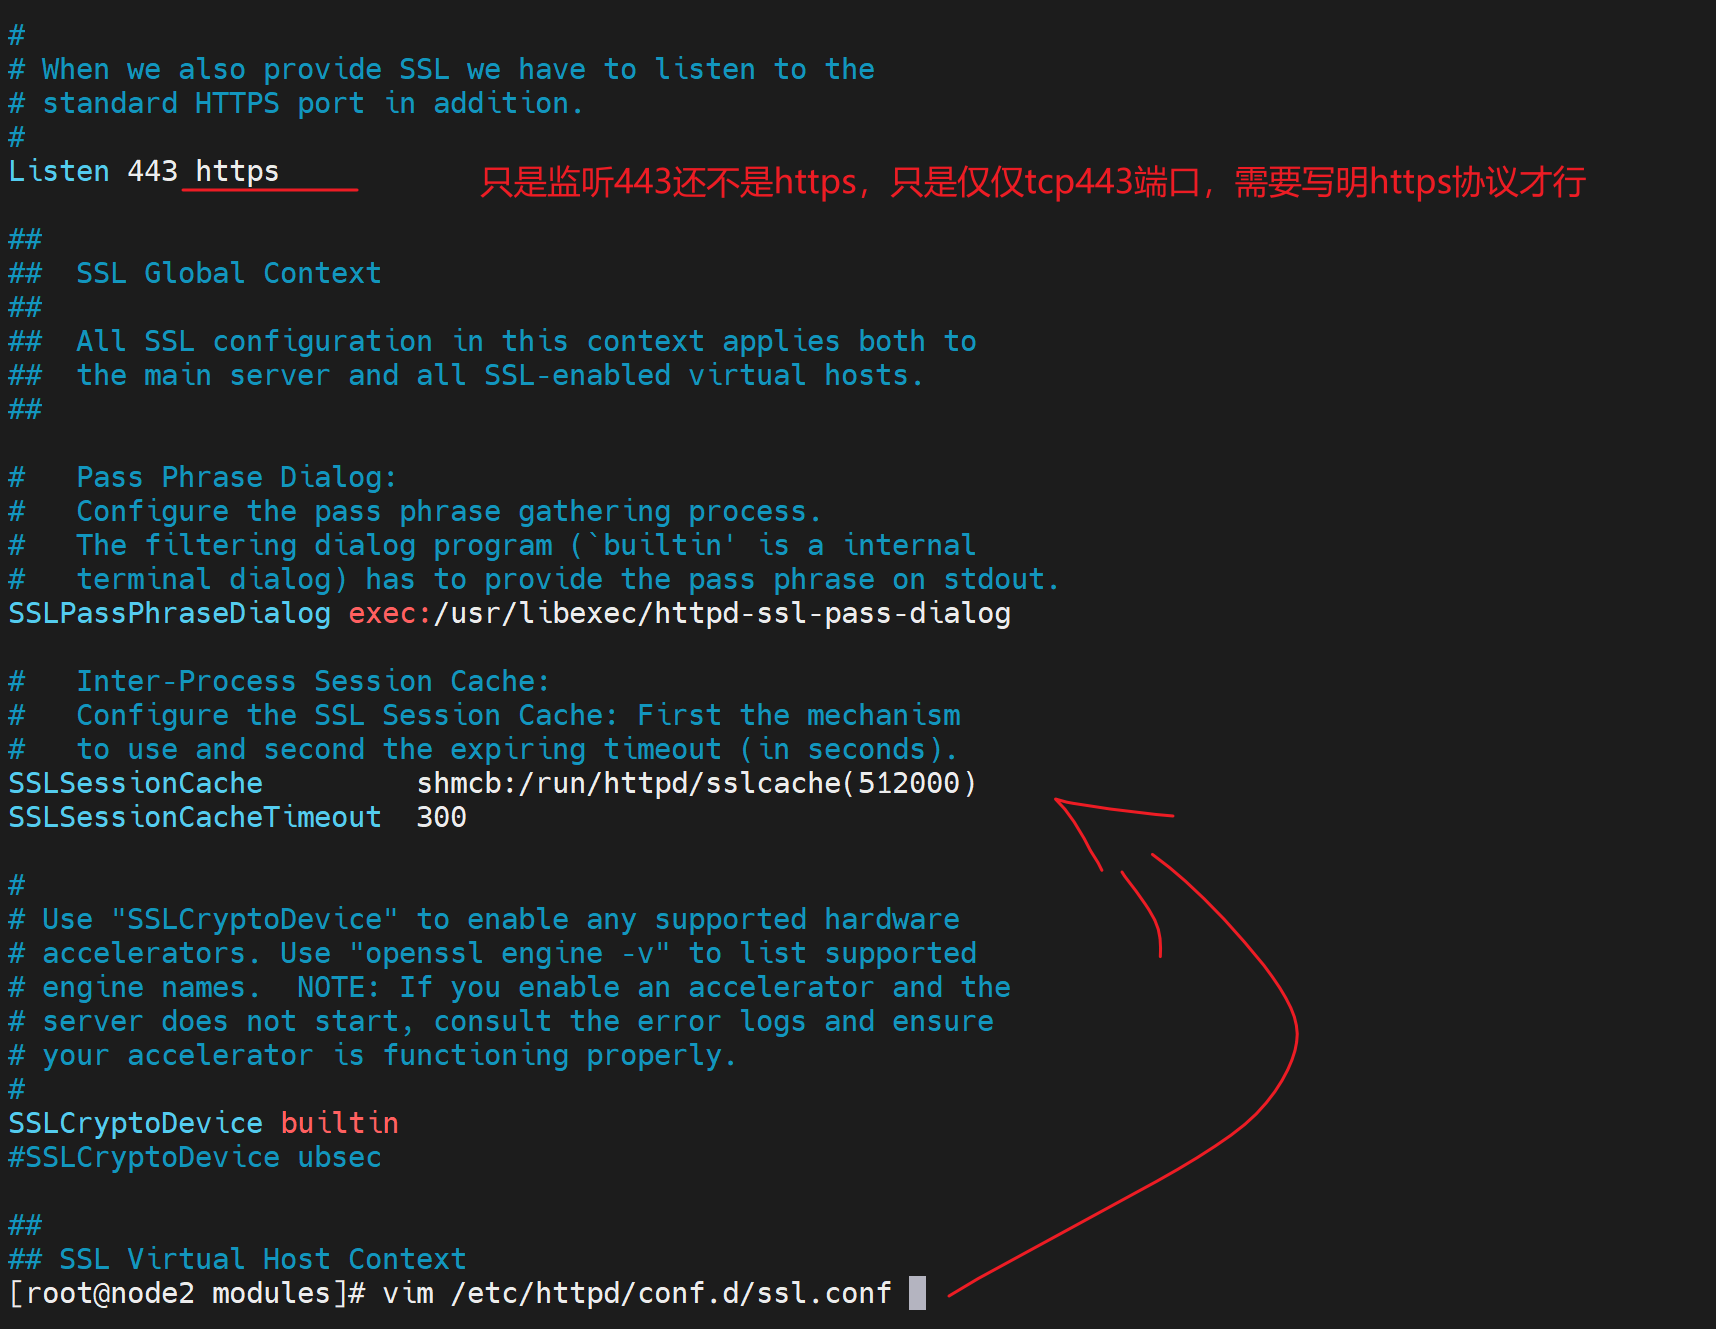 #
# When we also provide SSL we have to listen to the
# standard HTTPS port in addition.
#
Listen 443 https
只是监听443还不是https，只是仅仅tcp443端口，需要写明https协议才行
##
##  SSL Global Context
##
##  All SSL configuration in this context applies both to
##  the main server and all SSL-enabled virtual hosts.
##
#   Pass Phrase Dialog:
#   Configure the pass phrase gathering process.
#   The filtering dialog program (`builtin' is a internal
#   terminal dialog) has to provide the pass phrase on stdout.
SSLPassPhraseDialog exec:/usr/libexec/httpd-ssl-pass-dialog
#   Inter-Process Session Cache:
#   Configure the SSL Session Cache: First the mechanism
#   to use and second the expiring timeout (in seconds).
SSLSessionCache         shmcb:/run/httpd/sslcache(512000)
SSLSessionCacheTimeout  300
#
# Use "SSLCryptoDevice" to enable any supported hardware
# accelerators. Use "openssl engine -v" to list supported
# engine names.  NOTE: If you enable an accelerator and the
# server does not start, consult the error logs and ensure
# your accelerator is functioning properly.
#
SSLCryptoDevice builtin
#SSLCryptoDevice ubsec
##
## SSL Virtual Host Context
[root@node2 modules]# vim /etc/httpd/conf.d/ssl.conf